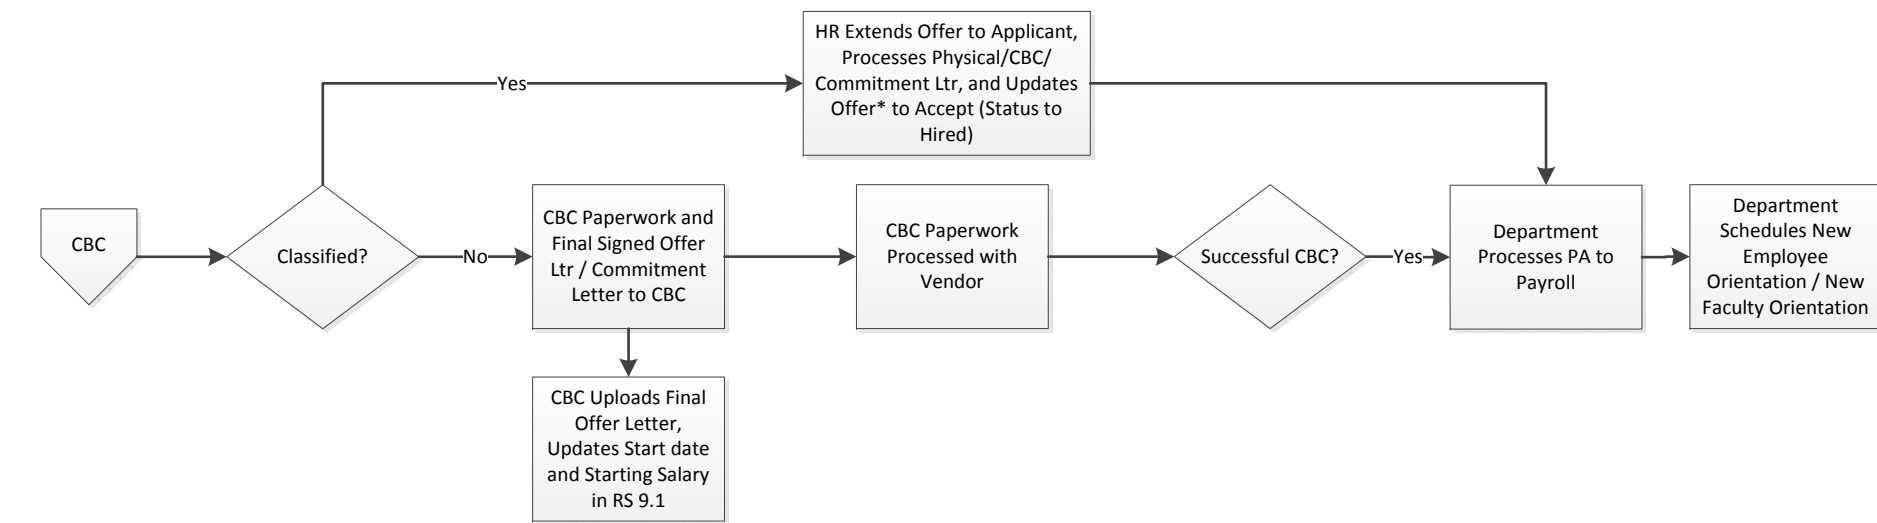 HR Extends Offer to Applicant,
Processes Physical/CBC/
Commitment Ltr, and Updates
Offer* to Accept (Status to
Hired)
Yes
CBC
Classified?
No
CBC Paperwork and
Final Signed Offer
Ltr / Commitment
Letter to CBC
CBC Paperwork
Processed with
Vendor
Successful CBC?
Yes
Department
Processes PA to
Payroll
Department
Schedules New
Employee
Orientation / New
Faculty Orientation
CBC Uploads Final
Offer Letter,
Updates Start date
and Starting Salary
in RS 9.1